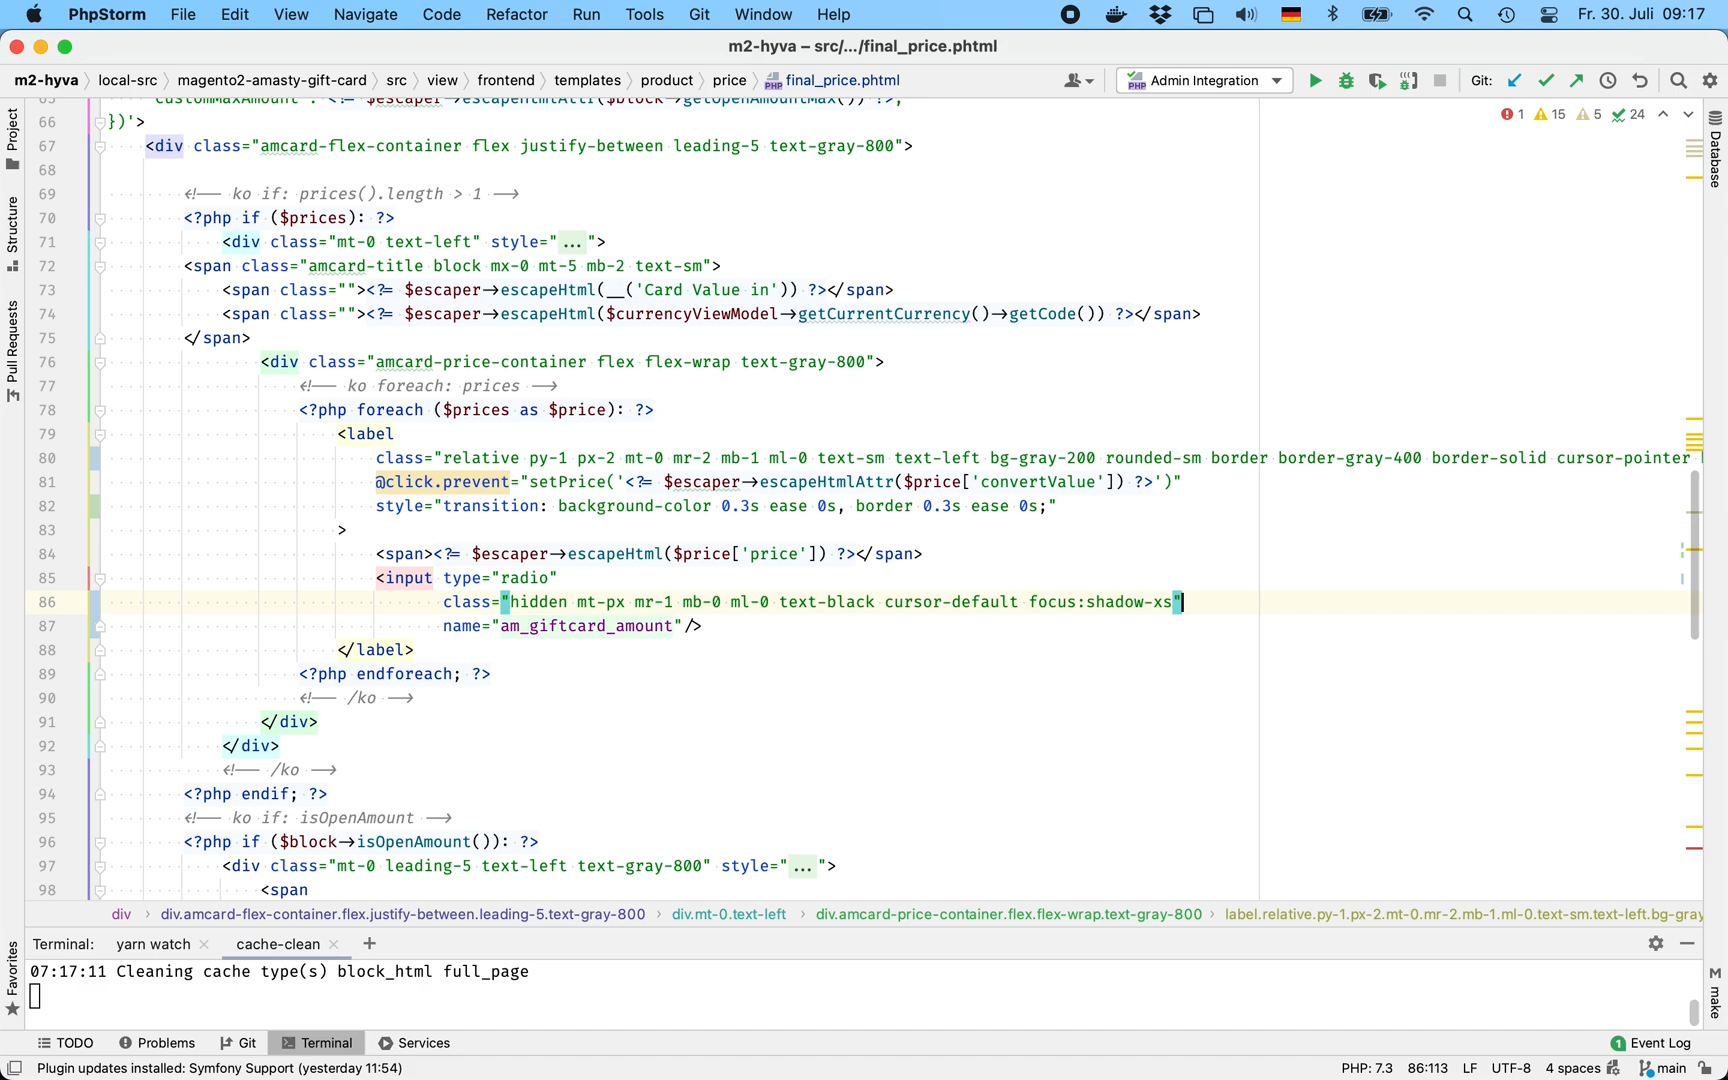 PhpStorm File Edit View Navigate Code Refactor Run Tools Git Window Help Fr. 30. Juli 09:17
m2-hyva – src/.../final_price.phtml
m2-hyva local-src magento2-amasty-gift-card src view frontend templates product price final_price.phtml Admin Integration Git:
"customMaxAmount": <?= $escaper->escapeHtmlAttr($block->getOpenAmountMax()) ?>,
66 })'>
67 <div class="amcard-flex-container flex justify-between leading-5 text-gray-800">
68
69 <!-- ko if: prices().length > 1 -->
70 <?php if ($prices): ?>
71 <div class="mt-0 text-left" style="...">
72 <span class="amcard-title block mx-0 mt-5 mb-2 text-sm">
73 <span class=""><?= $escaper->escapeHtml(__('Card Value in')) ?></span>
74 <span class=""><?= $escaper->escapeHtml($currencyViewModel->getCurrentCurrency()->getCode()) ?></span>
75 </span>
76 <div class="amcard-price-container flex flex-wrap text-gray-800">
77 <!-- ko foreach: prices -->
78 <?php foreach ($prices as $price): ?>
79 <label
80 class="relative py-1 px-2 mt-0 mr-2 mb-1 ml-0 text-sm text-left bg-gray-200 rounded-sm border border-gray-400 border-solid cursor-pointer
81 @click.prevent="setPrice('<?= $escaper->escapeHtmlAttr($price['convertValue']) ?>')"
82 style="transition: background-color 0.3s ease 0s, border 0.3s ease 0s;"
83 >
84 <span><?= $escaper->escapeHtml($price['price']) ?></span>
85 <input type="radio"
86 class="hidden mt-px mr-1 mb-0 ml-0 text-black cursor-default focus:shadow-xs"
87 name="am_giftcard_amount"/>
88 </label>
89 <?php endforeach; ?>
90 <!-- /ko -->
91 </div>
92 </div>
93 <!-- /ko -->
94 <?php endif; ?>
95 <!-- ko if: isOpenAmount -->
96 <?php if ($block->isOpenAmount()): ?>
97 <div class="mt-0 leading-5 text-left text-gray-800" style="...">
98 <span
1 15 5 24
Project
Structure
Pull Requests
Favorites
Database
make
div div.amcard-flex-container.flex.justify-between.leading-5.text-gray-800 div.mt-0.text-left div.amcard-price-container.flex.flex-wrap.text-gray-800 label.relative.py-1.px-2.mt-0.mr-2.mb-1.ml-0.text-sm.text-left.bg-gray
Terminal: yarn watch cache-clean
07:17:11 Cleaning cache type(s) block_html full_page
TODO Problems Git Terminal Services 1 Event Log
Plugin updates installed: Symfony Support (yesterday 11:54) PHP: 7.3 86:113 LF UTF-8 4 spaces main